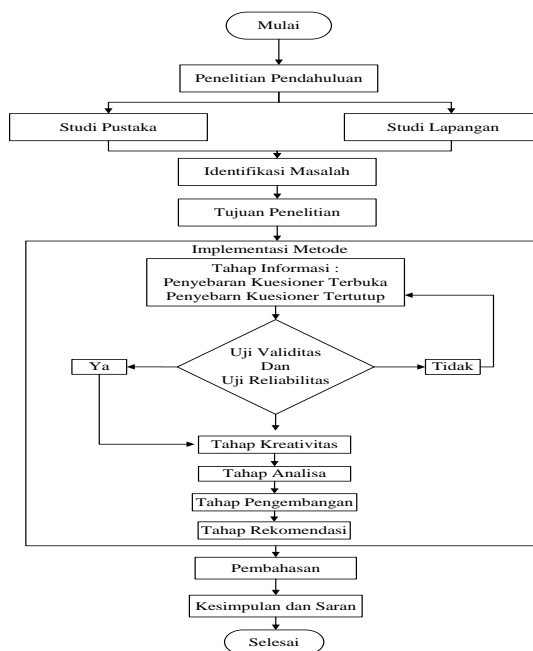 Mulai
Penelitian Pendahuluan
Studi Pustaka
Studi Lapangan
Identifikasi Masalah
Tujuan Penelitian
Implementasi Metode
Tahap Informasi :
Penyebaran Kuesioner Terbuka
Penyebarn Kuesioner Tertutup
Uji Validitas
Dan
Uji Reliabilitas
Ya
Tidak
Tahap Kreativitas
Tahap Analisa
Tahap Pengembangan
Tahap Rekomendasi
Pembahasan
Kesimpulan dan Saran
Selesai